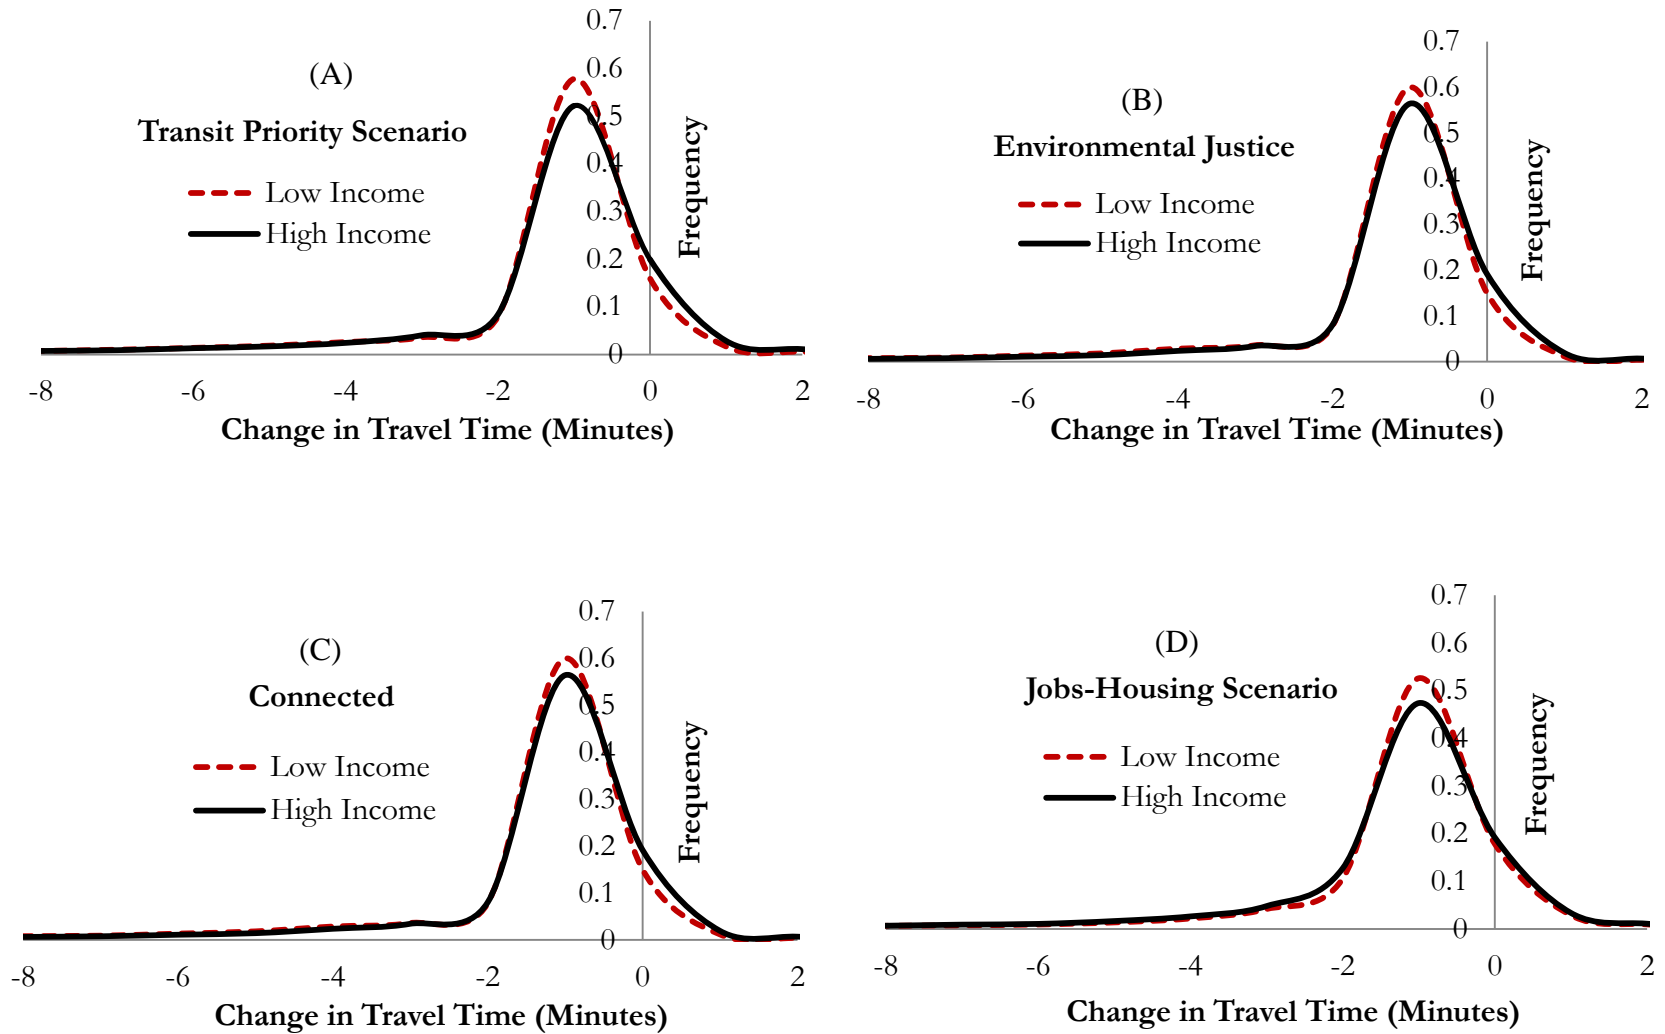 (A)
Transit Priority Scenario
Low Income
High Income
0.7
0.6
0.5
0.4
0.3
0.2
0.1
0
Frequency
-8 -6 -4 -2 0 2
Change in Travel Time (Minutes)
(B)
Environmental Justice
Low Income
High Income
0.7
0.6
0.5
0.4
0.3
0.2
0.1
0
Frequency
-8 -6 -4 -2 0 2
Change in Travel Time (Minutes)
(C)
Connected
Low Income
High Income
0.7
0.6
0.5
0.4
0.3
0.2
0.1
0
Frequency
-8 -6 -4 -2 0 2
Change in Travel Time (Minutes)
(D)
Jobs-Housing Scenario
Low Income
High Income
0.7
0.6
0.5
0.4
0.3
0.2
0.1
0
Frequency
-8 -6 -4 -2 0 2
Change in Travel Time (Minutes)